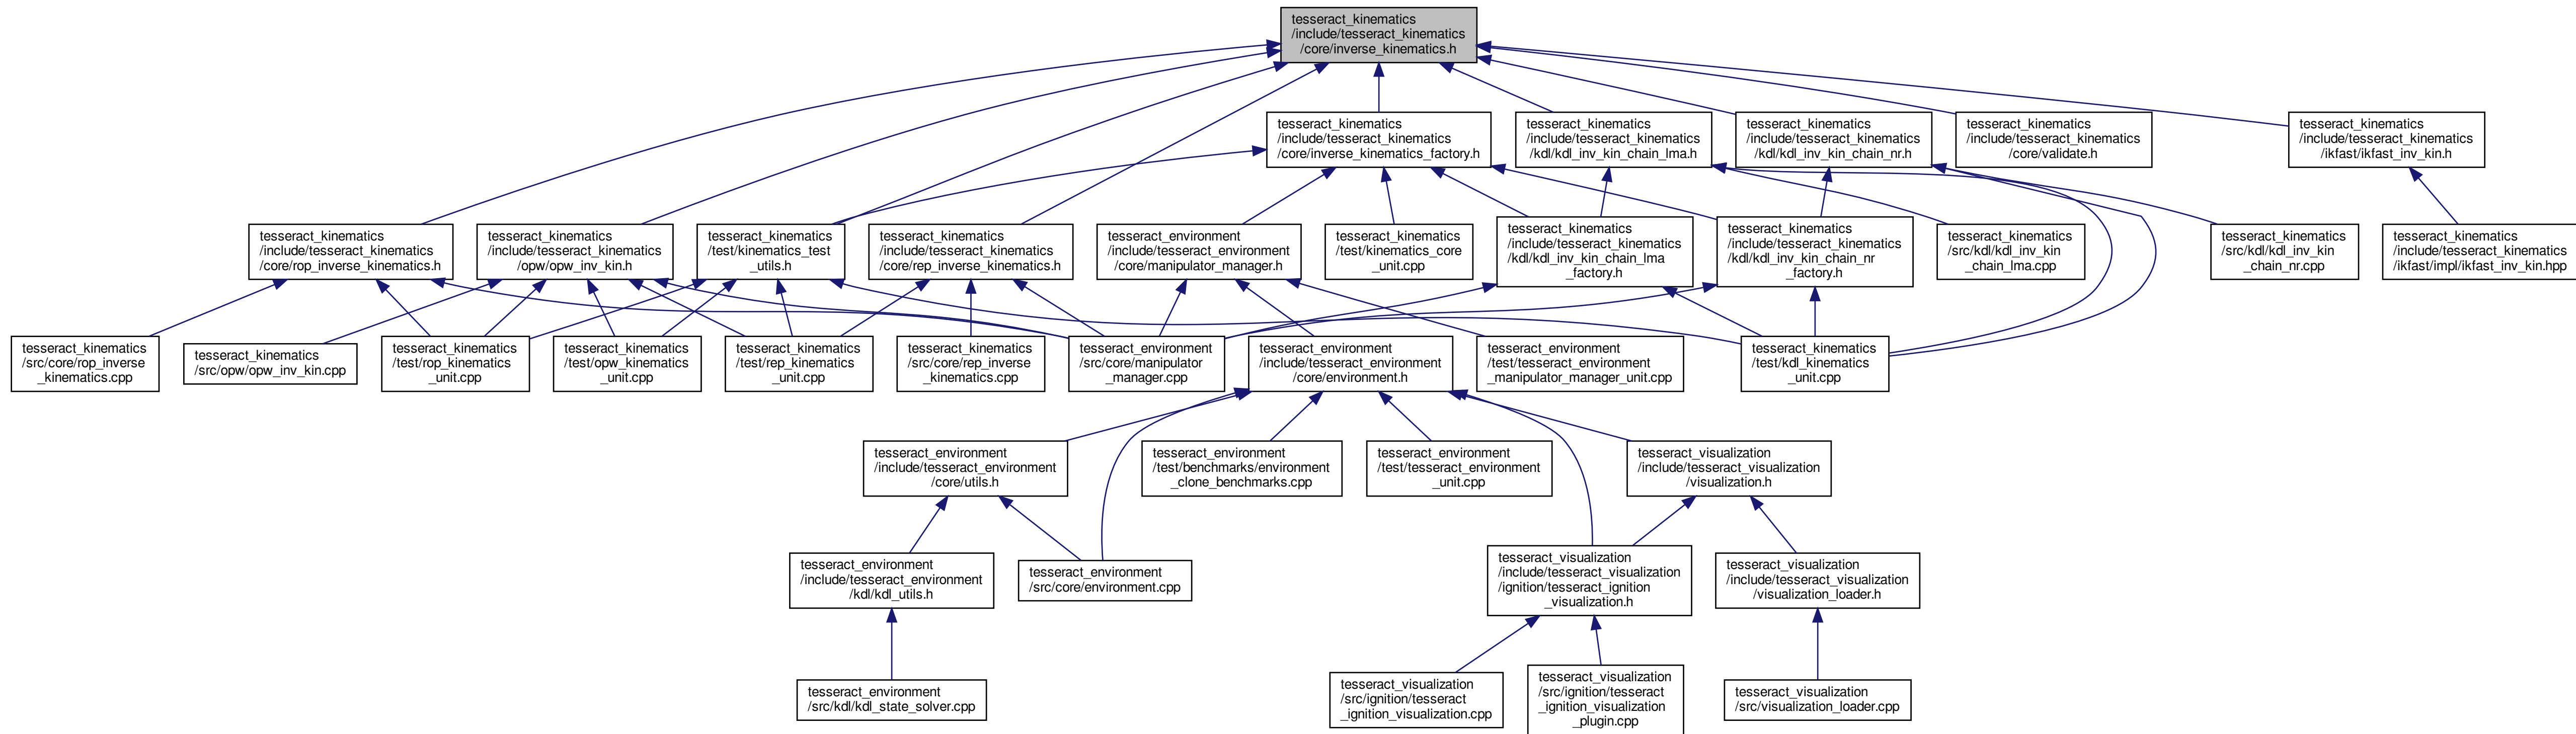 tesseract_kinematics
/include/tesseract_kinematics
/core/inverse_kinematics.h
tesseract_kinematics
/include/tesseract_kinematics
/core/inverse_kinematics_factory.h
tesseract_kinematics
/include/tesseract_kinematics
/kdl/kdl_inv_kin_chain_lma.h
tesseract_kinematics
/include/tesseract_kinematics
/kdl/kdl_inv_kin_chain_nr.h
tesseract_kinematics
/include/tesseract_kinematics
/core/validate.h
tesseract_kinematics
/include/tesseract_kinematics
/ikfast/ikfast_inv_kin.h
tesseract_kinematics
/include/tesseract_kinematics
/core/rop_inverse_kinematics.h
tesseract_kinematics
/include/tesseract_kinematics
/opw/opw_inv_kin.h
tesseract_kinematics
/test/kinematics_test
_utils.h
tesseract_kinematics
/include/tesseract_kinematics
/core/rep_inverse_kinematics.h
tesseract_environment
/include/tesseract_environment
/core/manipulator_manager.h
tesseract_kinematics
/test/kinematics_core
_unit.cpp
tesseract_kinematics
/include/tesseract_kinematics
/kdl/kdl_inv_kin_chain_lma
_factory.h
tesseract_kinematics
/include/tesseract_kinematics
/kdl/kdl_inv_kin_chain_nr
_factory.h
tesseract_kinematics
/src/kdl/kdl_inv_kin
_chain_lma.cpp
tesseract_kinematics
/src/kdl/kdl_inv_kin
_chain_nr.cpp
tesseract_kinematics
/include/tesseract_kinematics
/ikfast/impl/ikfast_inv_kin.hpp
tesseract_kinematics
/src/core/rop_inverse
_kinematics.cpp
tesseract_kinematics
/src/opw/opw_inv_kin.cpp
tesseract_kinematics
/test/rop_kinematics
_unit.cpp
tesseract_kinematics
/test/opw_kinematics
_unit.cpp
tesseract_kinematics
/test/rep_kinematics
_unit.cpp
tesseract_kinematics
/src/core/rep_inverse
_kinematics.cpp
tesseract_environment
/src/core/manipulator
_manager.cpp
tesseract_environment
/include/tesseract_environment
/core/environment.h
tesseract_environment
/test/tesseract_environment
_manipulator_manager_unit.cpp
tesseract_kinematics
/test/kdl_kinematics
_unit.cpp
tesseract_environment
/include/tesseract_environment
/core/utils.h
tesseract_environment
/test/benchmarks/environment
_clone_benchmarks.cpp
tesseract_environment
/test/tesseract_environment
_unit.cpp
tesseract_visualization
/include/tesseract_visualization
/visualization.h
tesseract_environment
/include/tesseract_environment
/kdl/kdl_utils.h
tesseract_environment
/src/core/environment.cpp
tesseract_visualization
/include/tesseract_visualization
/ignition/tesseract_ignition
_visualization.h
tesseract_visualization
/include/tesseract_visualization
/visualization_loader.h
tesseract_environment
/src/kdl/kdl_state_solver.cpp
tesseract_visualization
/src/ignition/tesseract
_ignition_visualization.cpp
tesseract_visualization
/src/ignition/tesseract
_ignition_visualization
_plugin.cpp
tesseract_visualization
/src/visualization_loader.cpp